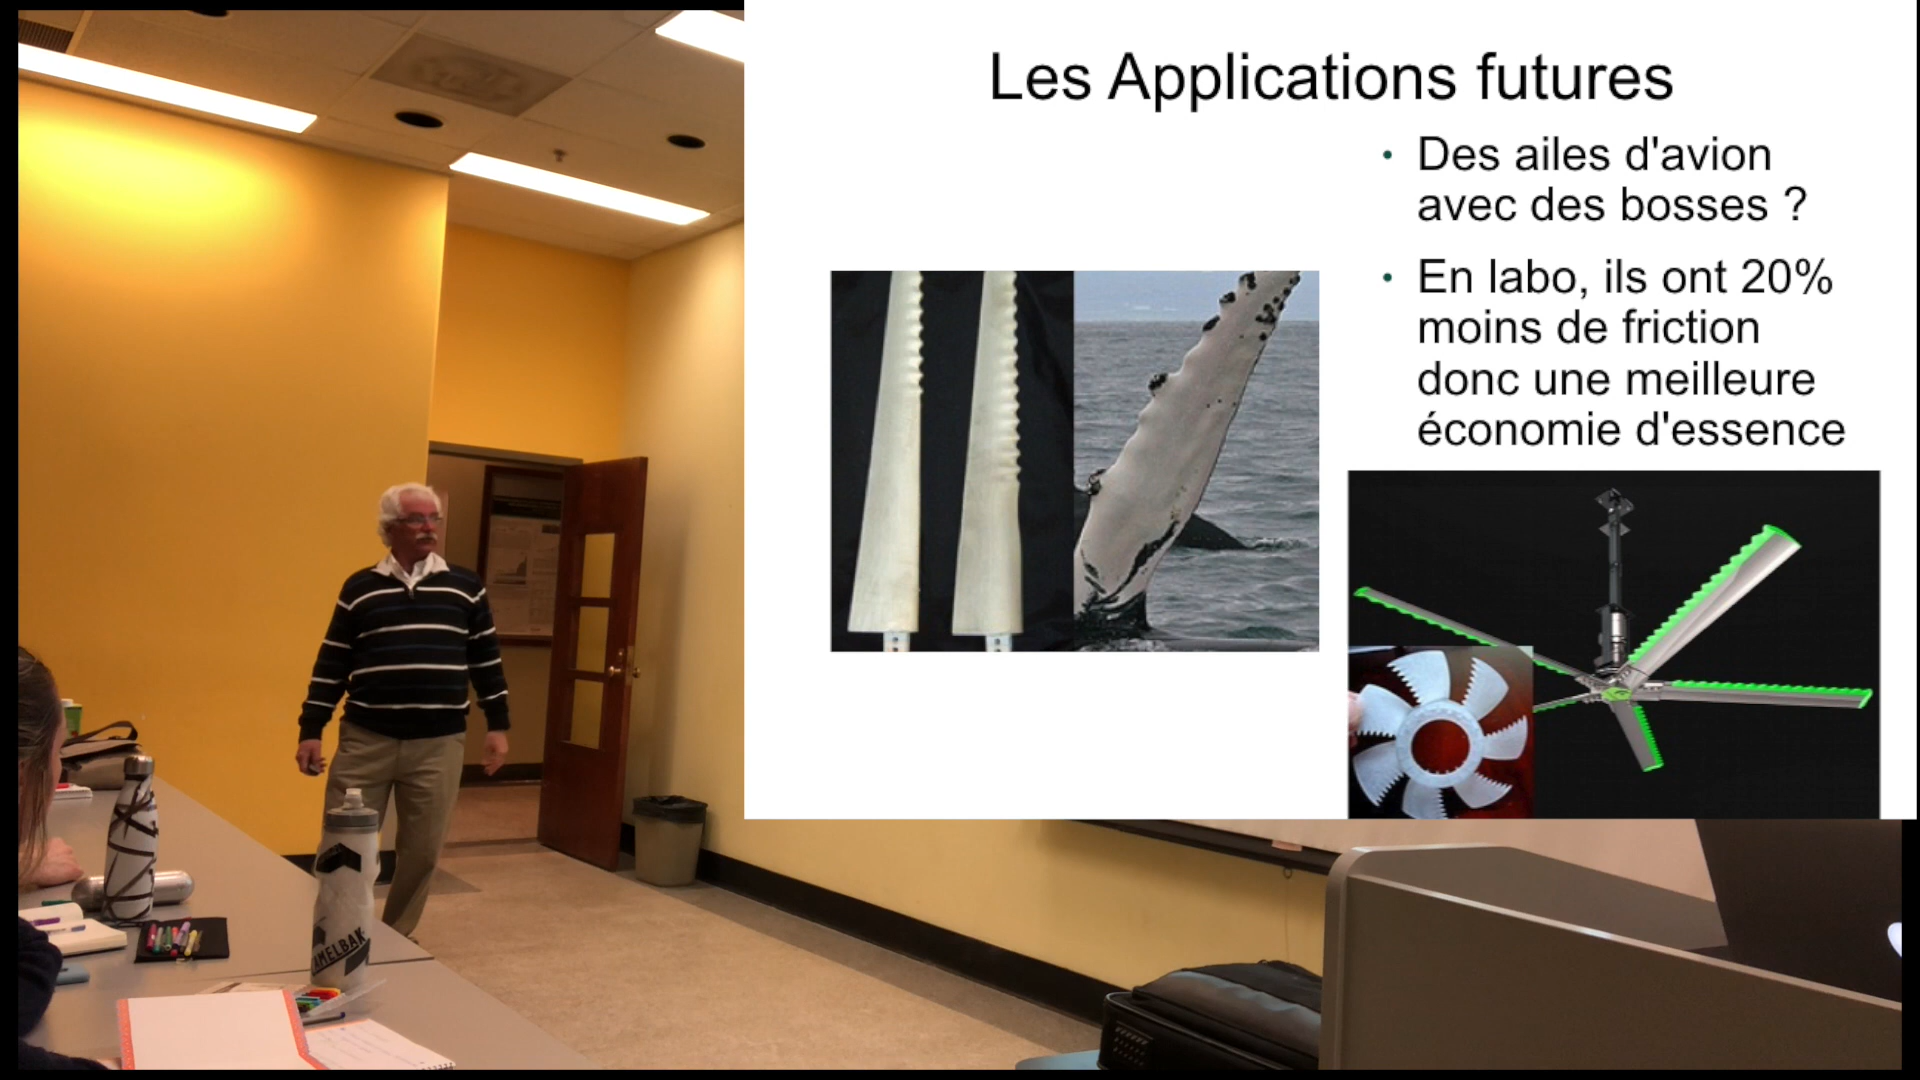 Les Applications futures
• Des ailes d'avion
avec des bosses ?
• En labo, ils ont 20%
moins de friction
donc une meilleure
économie d'essence
AMELBAK